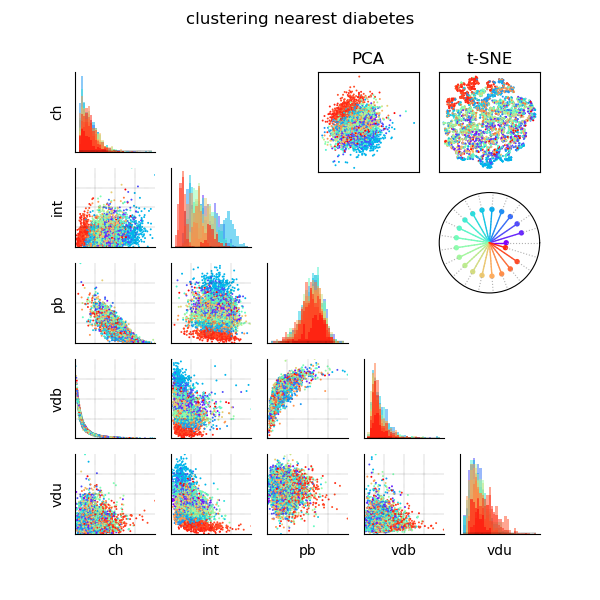 clustering nearest diabetes
PCA
t-SNE
ch
int
pb
vdb
vdu
ch
int
pb
vdb
vdu